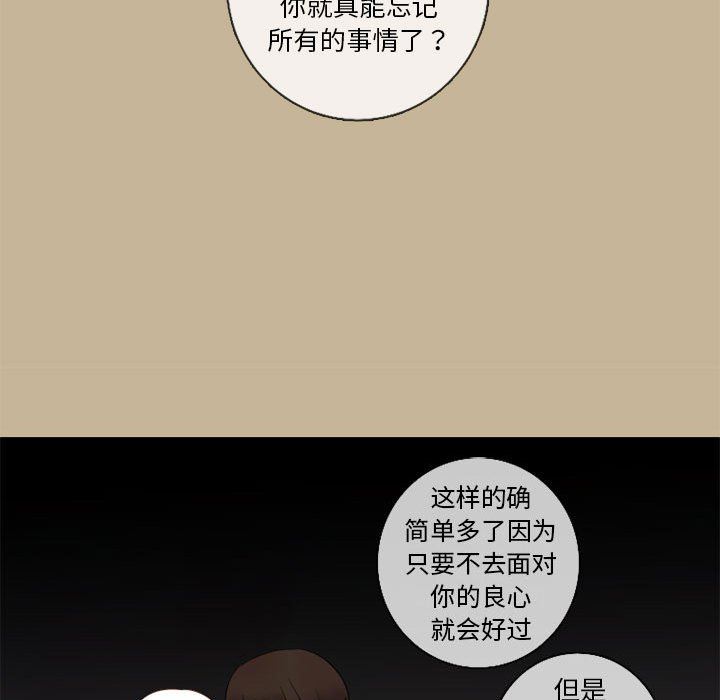 你就真能忘记
所有的事情了？
这样的确
简单多了因为
只要不去面对
你的良心
就会好过
但是